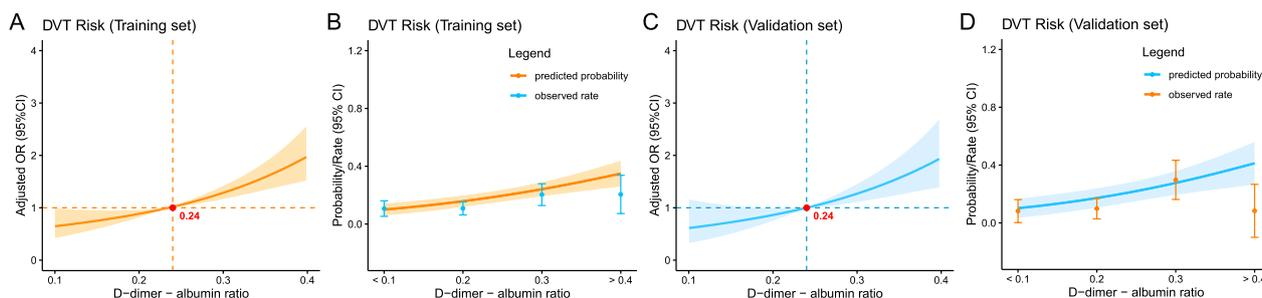 A
DVT Risk (Training set)
Adjusted OR (95%CI)
4
3
2
1
0
0.24
0.1
0.2
0.3
0.4
D−dimer − albumin ratio
B
DVT Risk (Training set)
Probability/Rate (95% CI)
1.2
0.8
0.4
0.0
Legend
predicted probability
observed rate
< 0.1
0.2
0.3
> 0.4
D−dimer − albumin ratio
C
DVT Risk (Validation set)
Adjusted OR (95%CI)
4
3
2
1
0
0.24
0.1
0.2
0.3
0.4
D−dimer − albumin ratio
D
DVT Risk (Validation set)
Probability/Rate (95% CI)
1.2
0.8
0.4
0.0
Legend
predicted probability
observed rate
< 0.1
0.2
0.3
> 0.4
D−dimer − albumin ratio